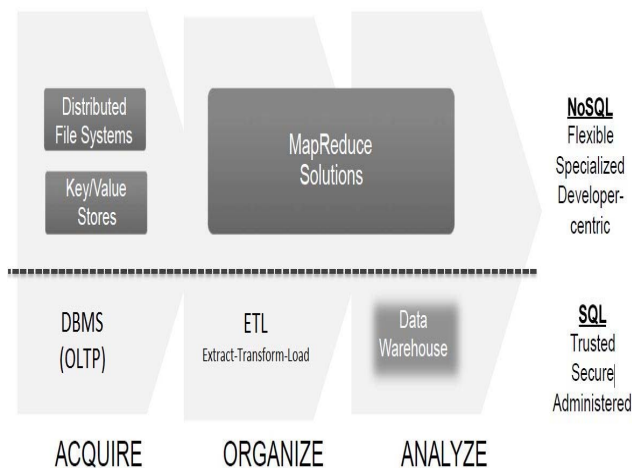 Distributed
File Systems
Key/Value
Stores
MapReduce
Solutions
NoSQL
Flexible
Specialized
Developer-
centric
DBMS
(OLTP)
ETL
Extract-Transform-Load
Data
Warehouse
SQL
Trusted
Secure
Administered
ACQUIRE
ORGANIZE
ANALYZE